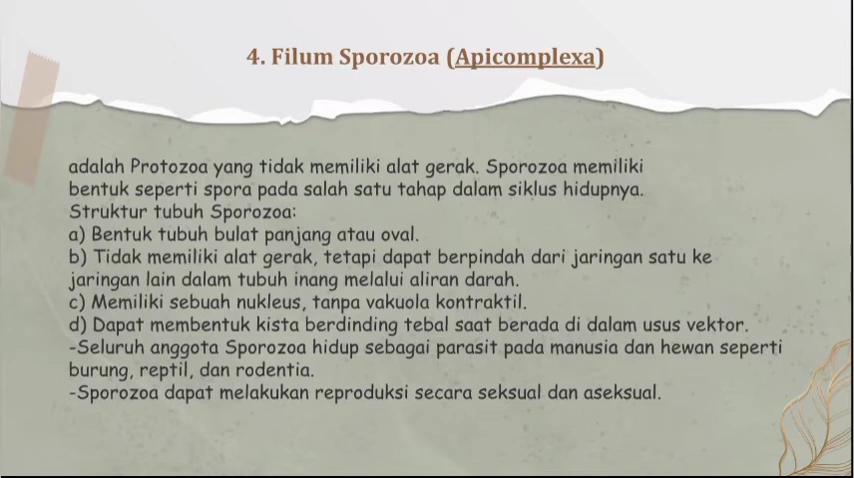 4. Filum Sporozoa (Apicomplexa)
adalah Protozoa yang tidak memiliki alat gerak. Sporozoa memiliki
bentuk seperti spora pada salah satu tahap dalam siklus hidupnya.
Struktur tubuh Sporozoa:
a) Bentuk tubuh bulat panjang atau oval.
b) Tidak memiliki alat gerak, tetapi dapat berpindah dari jaringan satu ke
jaringan lain dalam tubuh inang melalui aliran darah.
c) Memiliki sebuah nukleus, tanpa vakuola kontraktil.
d) Dapat membentuk kista berdinding tebal saat berada di dalam usus vektor.
-Seluruh anggota Sporozoa hidup sebagai parasit pada manusia dan hewan seperti
burung, reptil, dan rodentia.
-Sporozoa dapat melakukan reproduksi secara seksual dan aseksual.